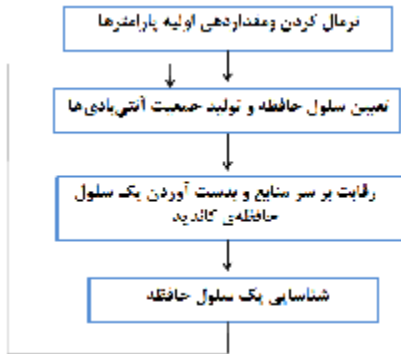 نرمال کردن ومقداردهی اولیه پارامترها
تعیین سلول حافظه و تولید جمعیت آنتی‌بادی‌ها
رقابت بر سر منابع و بدست آوردن یک سلول
حافظه‌ی کاندید
شناسایی یک سلول حافظه